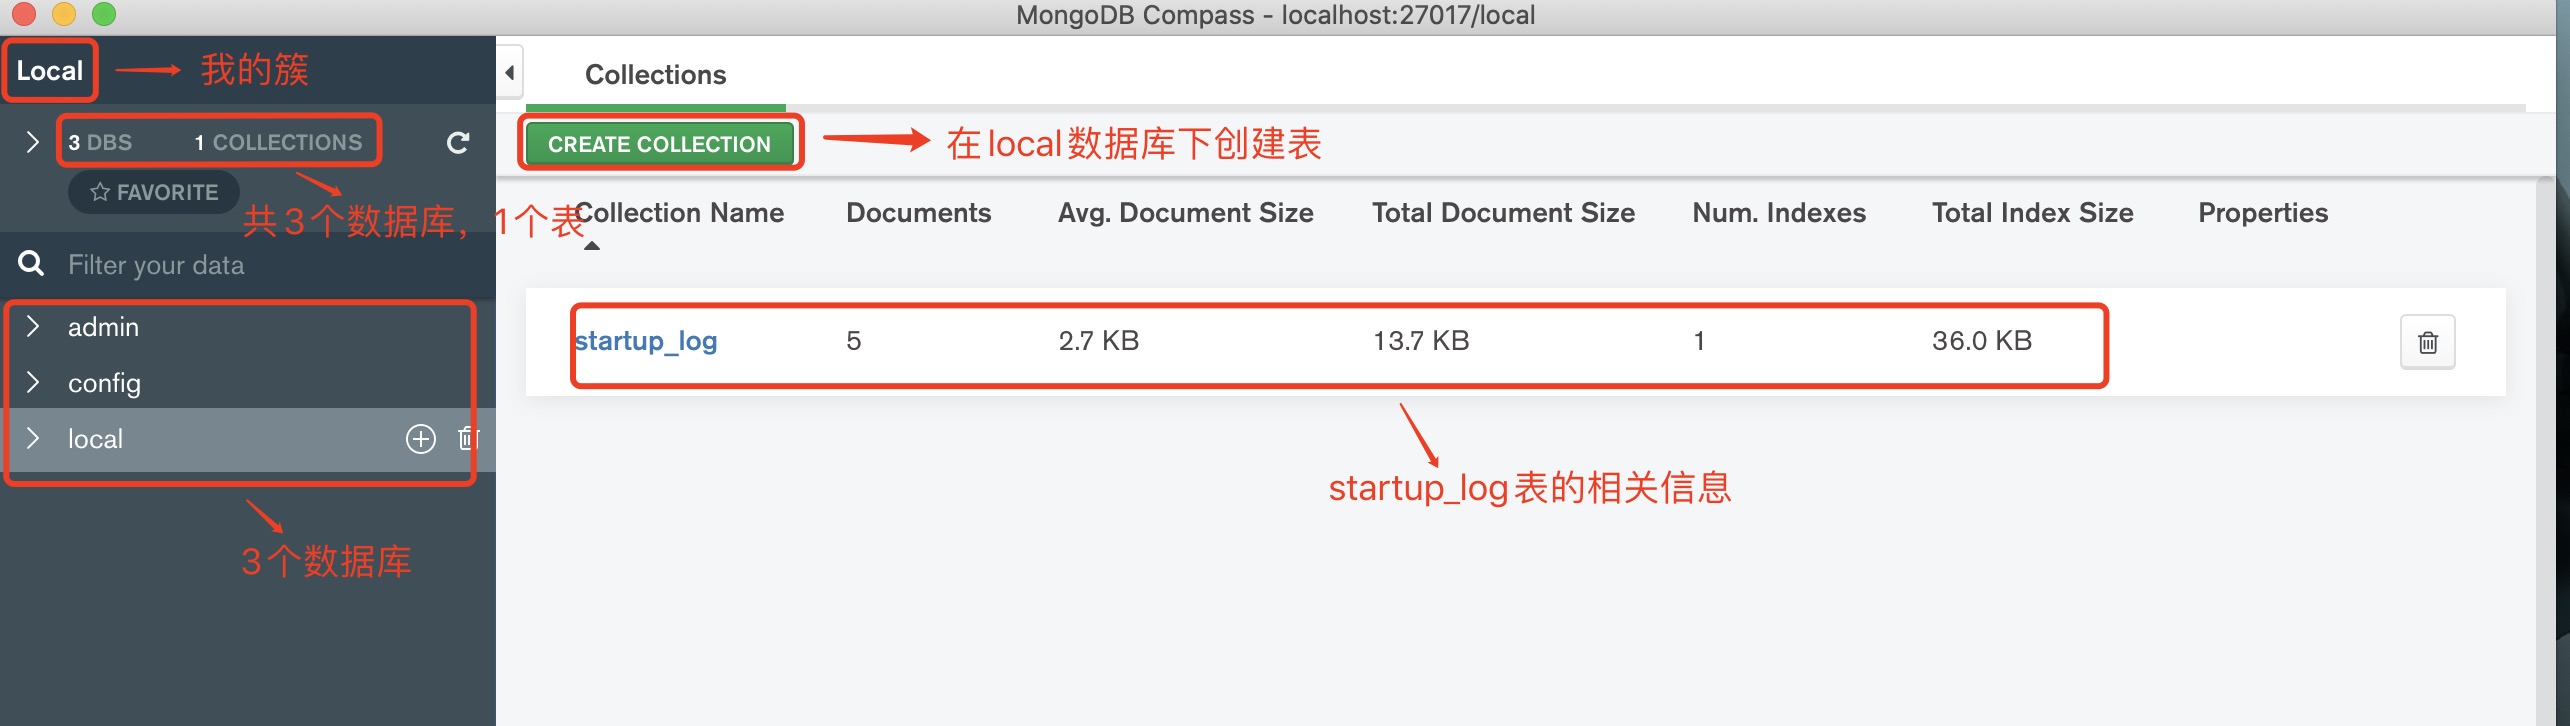 MongoDB Compass - localhost:27017/local
Local
我的簇
Collections
3 DBS 1 COLLECTIONS
CREATE COLLECTION
在local数据库下创建表
FAVORITE
共3个数据库，1个表
Collection Name Documents Avg. Document Size Total Document Size Num. Indexes Total Index Size Properties
Filter your data
admin
startup_log 5 2.7 KB 13.7 KB 1 36.0 KB
config
local
startup_log表的相关信息
3个数据库